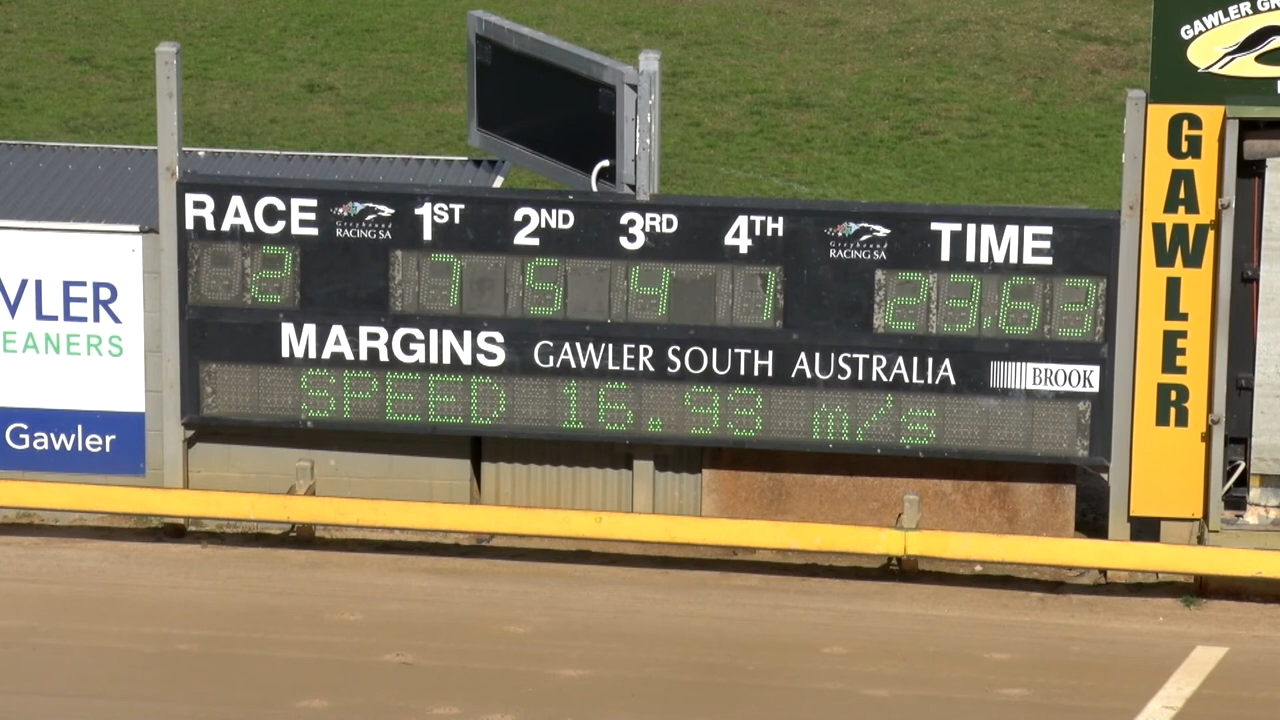 GAWLER GR
RACE Greyhound RACING SA 1ST 2ND 3RD 4TH Greyhound RACING SA TIME
2 7 5 4 1 23.63
MARGINS GAWLER SOUTH AUSTRALIA BROOK
SPEED 16.93 m/s
VLER
EANERS
Gawler
GAWLER